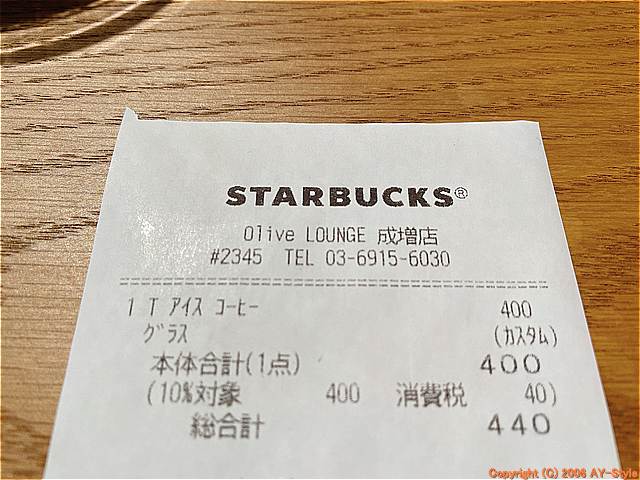 STARBUCKS®
Olive LOUNGE 成増店
#2345 TEL 03-6915-6030
1 T アイス コーヒー 400
グラス (カスタム)
本体合計(1点) 400
(10%対象 400 消費税 40)
総合計 440
Copyright (C) 2006 AY-Style